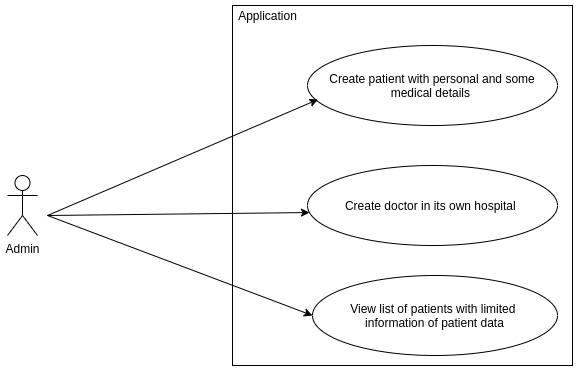 Application
Create patient with personal and some
medical details
Create doctor in its own hospital
Admin
View list of patients with limited
information of patient data